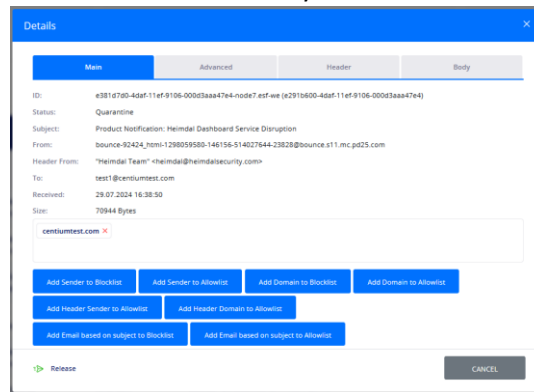 Details ×
Main Advanced Header Body
ID: e381d7d0-4daf-11ef-9106-000d3aaa47e4-node7.esf-we (e291b600-4daf-11ef-9106-000d3aaa47e4)
Status: Quarantine
Subject: Product Notification: Heimdal Dashboard Service Disruption
From: bounce-92424_html-1298059580-146156-514027644-23828@bounce.s11.mc.pd25.com
Header From: "Heimdal Team" <heimdal@heimdalsecurity.com>
To: test1@centiumtest.com
Received: 29.07.2024 16:38:50
Size: 70944 Bytes
centiumtest.com ×
Add Sender to Blocklist Add Sender to Allowlist Add Domain to Blocklist Add Domain to Allowlist
Add Header Sender to Allowlist Add Header Domain to Allowlist
Add Email based on subject to Blocklist Add Email based on subject to Allowlist
Release CANCEL